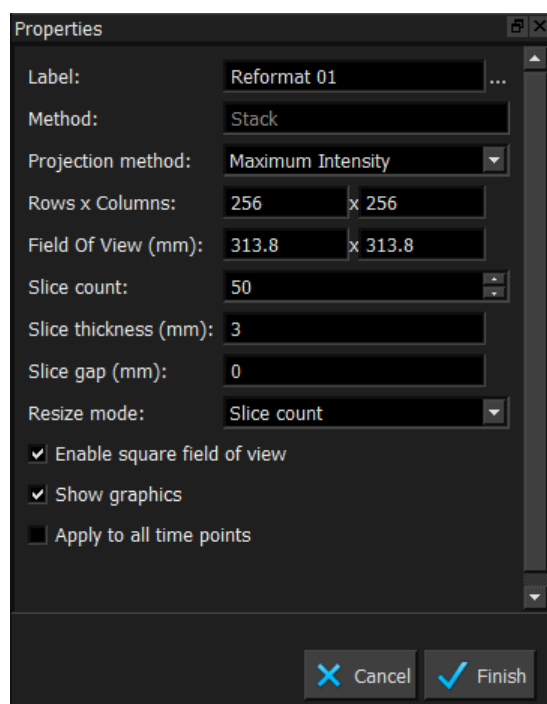 Properties
Label: Reformat 01 ...
Method: Stack
Projection method: Maximum Intensity
Rows x Columns: 256 x 256
Field Of View (mm): 313.8 x 313.8
Slice count: 50
Slice thickness (mm): 3
Slice gap (mm): 0
Resize mode: Slice count
Enable square field of view
Show graphics
Apply to all time points
Cancel Finish